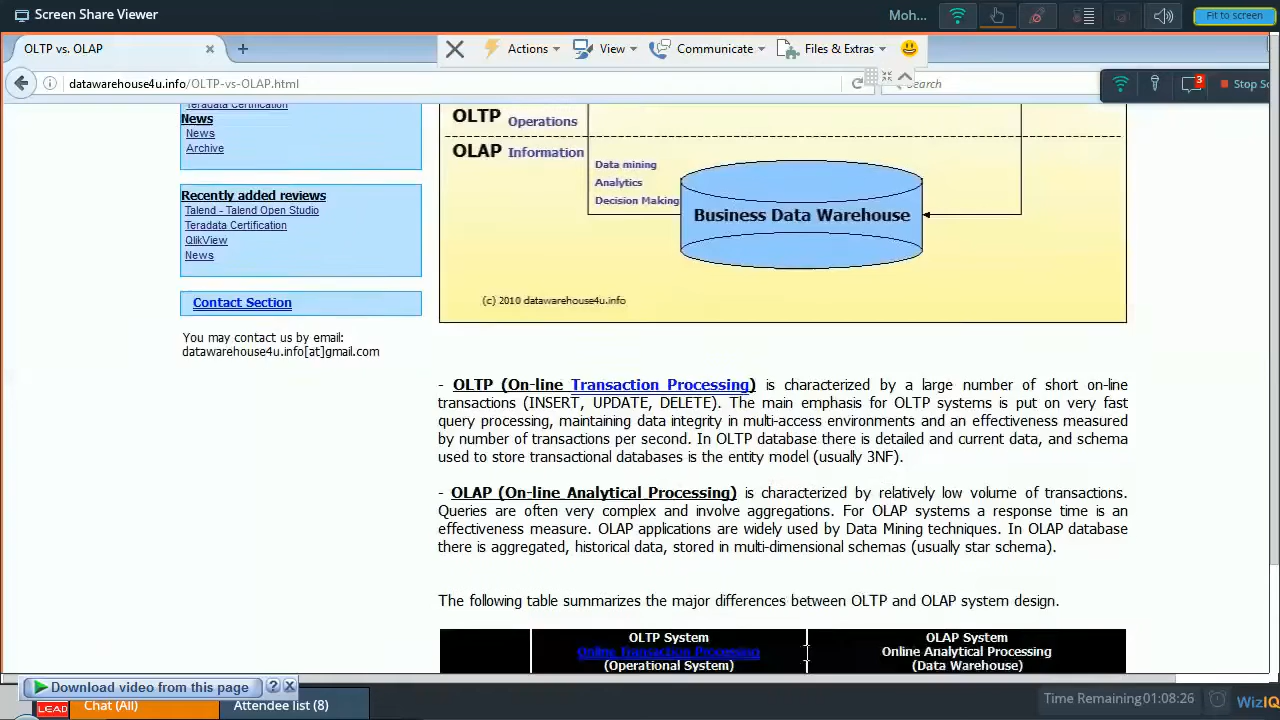 Screen Share Viewer
Moh...
Fit to screen
OLTP vs. OLAP
Actions
View
Communicate
Files & Extras
datawarehouse4u.info/OLTP-vs-OLAP.html
Search
3
Stop Sc
Teradata Certification
News
News
Archive
Recently added reviews
Talend - Talend Open Studio
Teradata Certification
QlikView
News
Contact Section
You may contact us by email:
datawarehouse4u.info[at]gmail.com
OLTP Operations
OLAP Information
Data mining
Analytics
Decision Making
Business Data Warehouse
(c) 2010 datawarehouse4u.info
- OLTP (On-line Transaction Processing) is characterized by a large number of short on-line
transactions (INSERT, UPDATE, DELETE). The main emphasis for OLTP systems is put on very fast
query processing, maintaining data integrity in multi-access environments and an effectiveness measured
by number of transactions per second. In OLTP database there is detailed and current data, and schema
used to store transactional databases is the entity model (usually 3NF).
- OLAP (On-line Analytical Processing) is characterized by relatively low volume of transactions.
Queries are often very complex and involve aggregations. For OLAP systems a response time is an
effectiveness measure. OLAP applications are widely used by Data Mining techniques. In OLAP database
there is aggregated, historical data, stored in multi-dimensional schemas (usually star schema).
The following table summarizes the major differences between OLTP and OLAP system design.
OLTP System
Online Transaction Processing
(Operational System)
OLAP System
Online Analytical Processing
(Data Warehouse)
Download video from this page
?
LEAD
Chat (All)
Attendee list (8)
Time Remaining 01:08:26
WizIQ